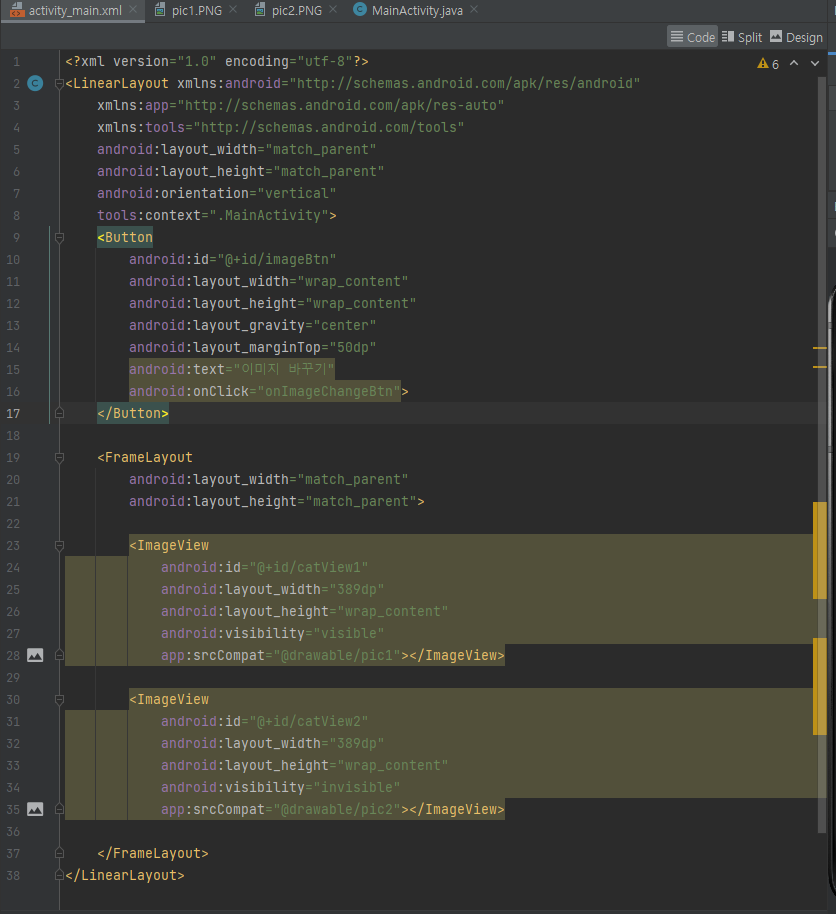 activity_main.xml pic1.PNG pic2.PNG MainActivity.java
Code Split Design
6
1 <?xml version="1.0" encoding="utf-8"?>
2 <LinearLayout xmlns:android="http://schemas.android.com/apk/res/android"
3 xmlns:app="http://schemas.android.com/apk/res-auto"
4 xmlns:tools="http://schemas.android.com/tools"
5 android:layout_width="match_parent"
6 android:layout_height="match_parent"
7 android:orientation="vertical"
8 tools:context=".MainActivity">
9 <Button
10 android:id="@+id/imageBtn"
11 android:layout_width="wrap_content"
12 android:layout_height="wrap_content"
13 android:layout_gravity="center"
14 android:layout_marginTop="50dp"
15 android:text="이미지 바꾸기"
16 android:onClick="onImageChangeBtn">
17 </Button>
18
19 <FrameLayout
20 android:layout_width="match_parent"
21 android:layout_height="match_parent">
22
23 <ImageView
24 android:id="@+id/catView1"
25 android:layout_width="389dp"
26 android:layout_height="wrap_content"
27 android:visibility="visible"
28 app:srcCompat="@drawable/pic1"></ImageView>
29
30 <ImageView
31 android:id="@+id/catView2"
32 android:layout_width="389dp"
33 android:layout_height="wrap_content"
34 android:visibility="invisible"
35 app:srcCompat="@drawable/pic2"></ImageView>
36
37 </FrameLayout>
38 </LinearLayout>